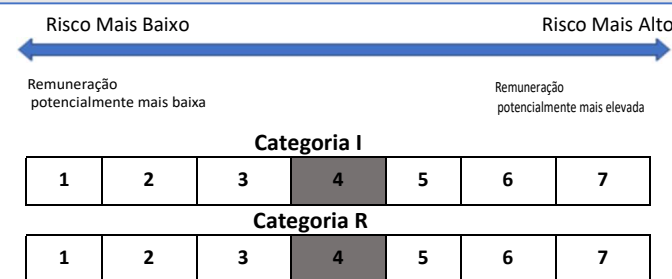 Risco Mais Baixo Risco Mais Alto
Remuneração Remuneração
potencialmente mais baixa potencialmente mais elevada
Categoria I
1 2 3 4 5 6 7
Categoria R
1 2 3 4 5 6 7